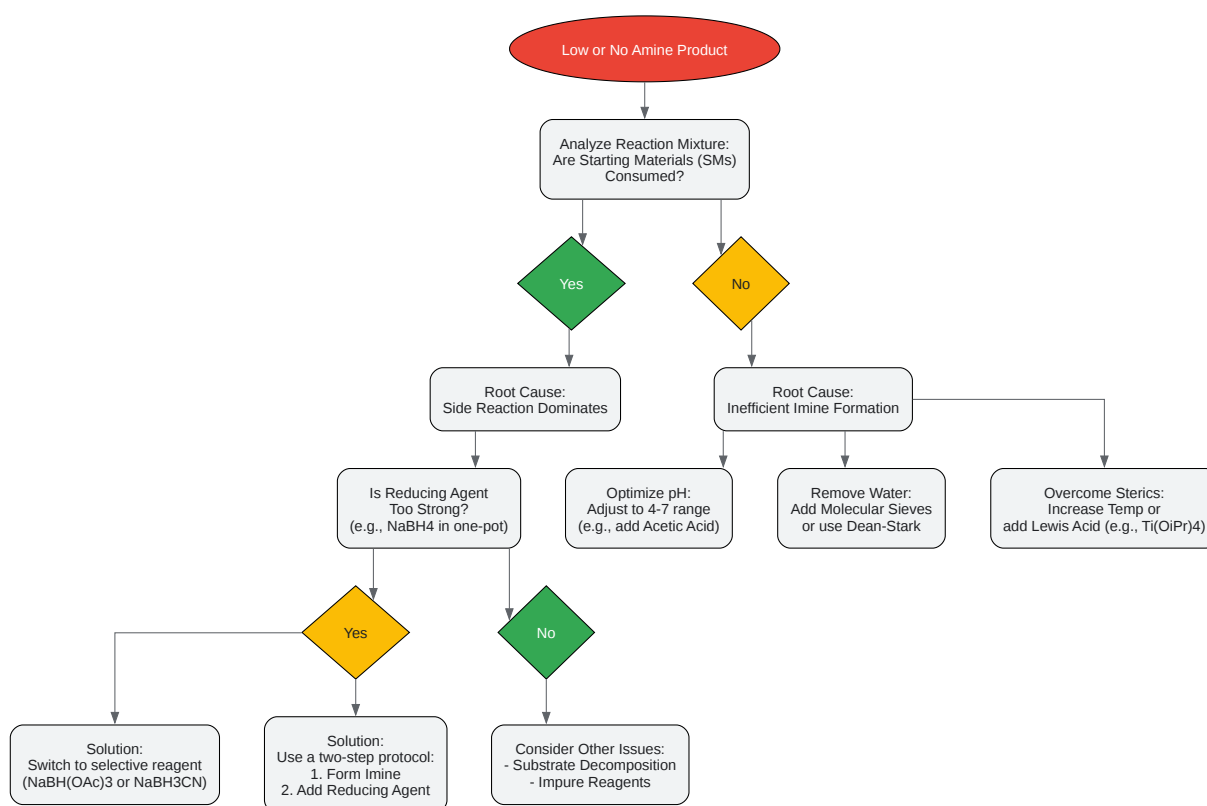 Low or No Amine Product
Analyze Reaction Mixture:
Are Starting Materials (SMs)
Consumed?
Yes
No
Root Cause:
Side Reaction Dominates
Root Cause:
Inefficient Imine Formation
Is Reducing Agent
Too Strong?
(e.g., NaBH4 in one-pot)
Optimize pH:
Adjust to 4-7 range
(e.g., add Acetic Acid)
Remove Water:
Add Molecular Sieves
or use Dean-Stark
Overcome Sterics:
Increase Temp or
add Lewis Acid (e.g., Ti(OiPr)4)
Yes
No
Solution:
Switch to selective reagent
(NaBH(OAc)3 or NaBH3CN)
Solution:
Use a two-step protocol:
1. Form Imine
2. Add Reducing Agent
Consider Other Issues:
- Substrate Decomposition
- Impure Reagents